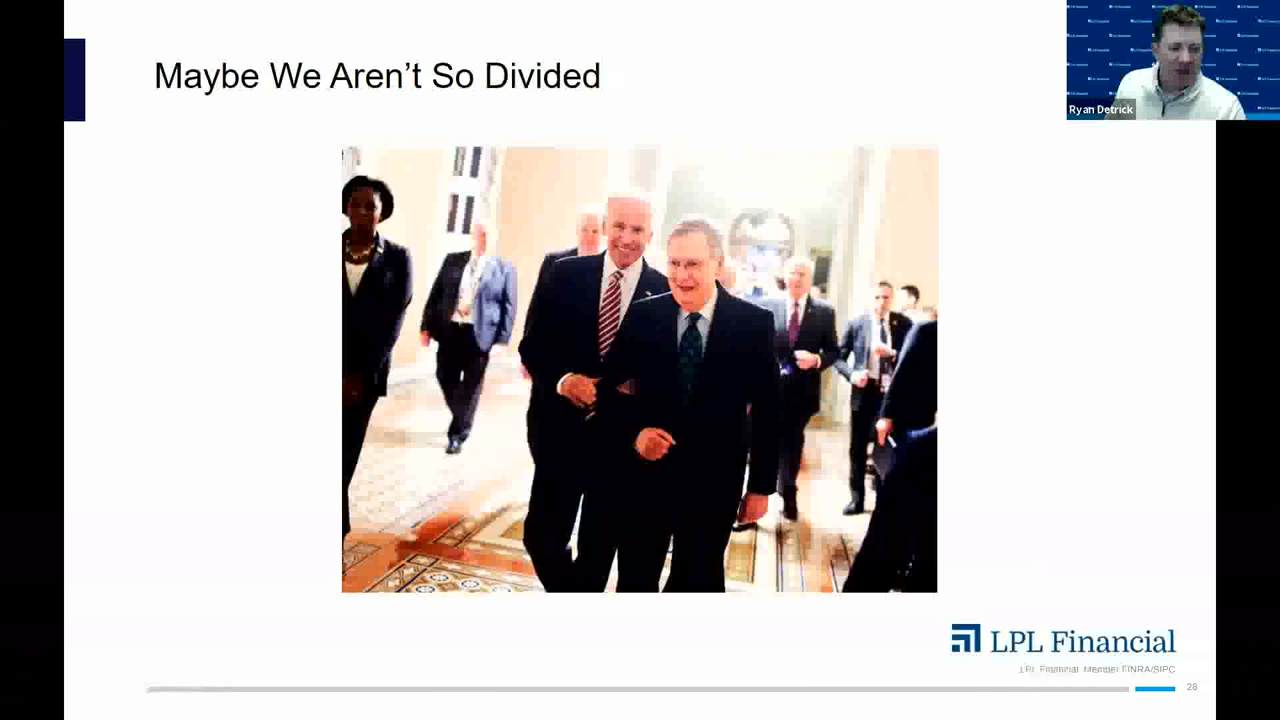 Maybe We Aren't So Divided
Ryan Detrick
LPL Financial
LPL Financial Member FINRA/SIPC
28